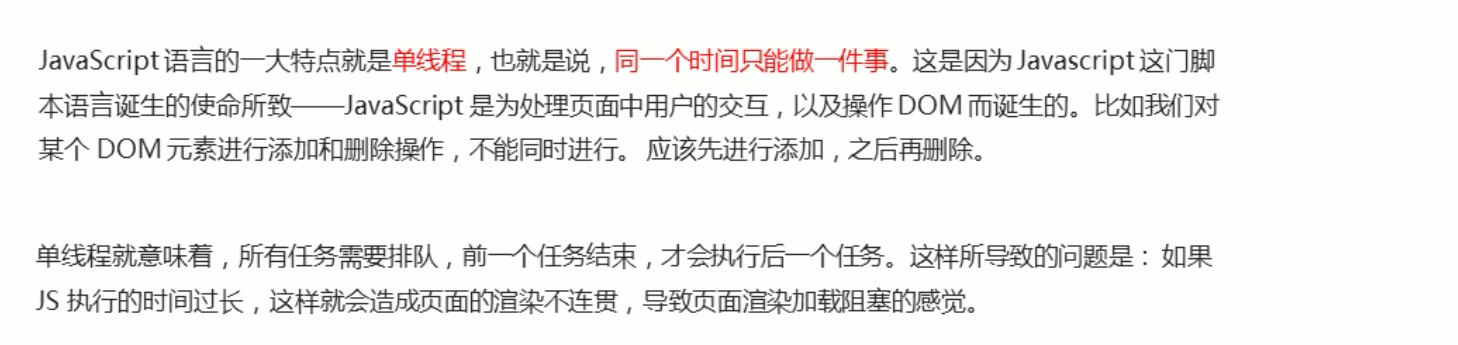 JavaScript 语言的一大特点就是单线程，也就是说，同一个时间只能做一件事。这是因为 Javascript 这门脚
本语言诞生的使命所致——JavaScript 是为处理页面中用户的交互，以及操作 DOM 而诞生的。比如我们对
某个 DOM 元素进行添加和删除操作，不能同时进行。 应该先进行添加，之后再删除。
单线程就意味着，所有任务需要排队，前一个任务结束，才会执行后一个任务。这样所导致的问题是： 如果
JS 执行的时间过长，这样就会造成页面的渲染不连贯，导致页面渲染加载阻塞的感觉。